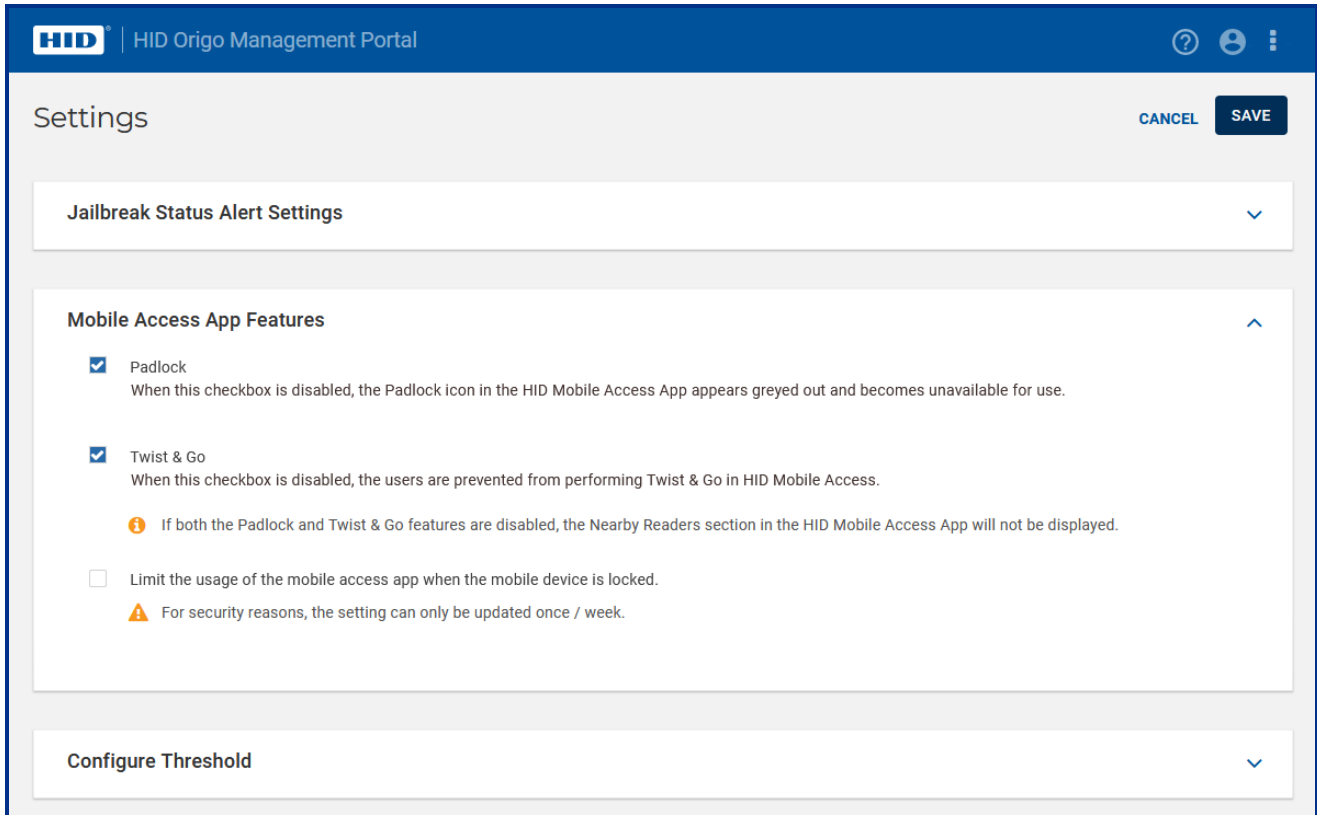 HID® HID Origo Management Portal
Settings
CANCEL SAVE
Jailbreak Status Alert Settings
Mobile Access App Features
Padlock
When this checkbox is disabled, the Padlock icon in the HID Mobile Access App appears greyed out and becomes unavailable for use.
Twist & Go
When this checkbox is disabled, the users are prevented from performing Twist & Go in HID Mobile Access.
If both the Padlock and Twist & Go features are disabled, the Nearby Readers section in the HID Mobile Access App will not be displayed.
Limit the usage of the mobile access app when the mobile device is locked.
For security reasons, the setting can only be updated once / week.
Configure Threshold